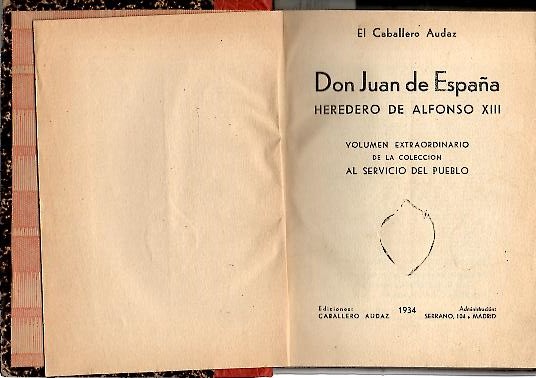 El Caballero Audaz
Don Juan de España
HEREDERO DE ALFONSO XIII
VOLUMEN EXTRAORDINARIO
DE LA COLECCION
AL SERVICIO DEL PUEBLO
Ediciones: 1934 Administración:
CABALLERO AUDAZ SERRANO, 104 • MADRID